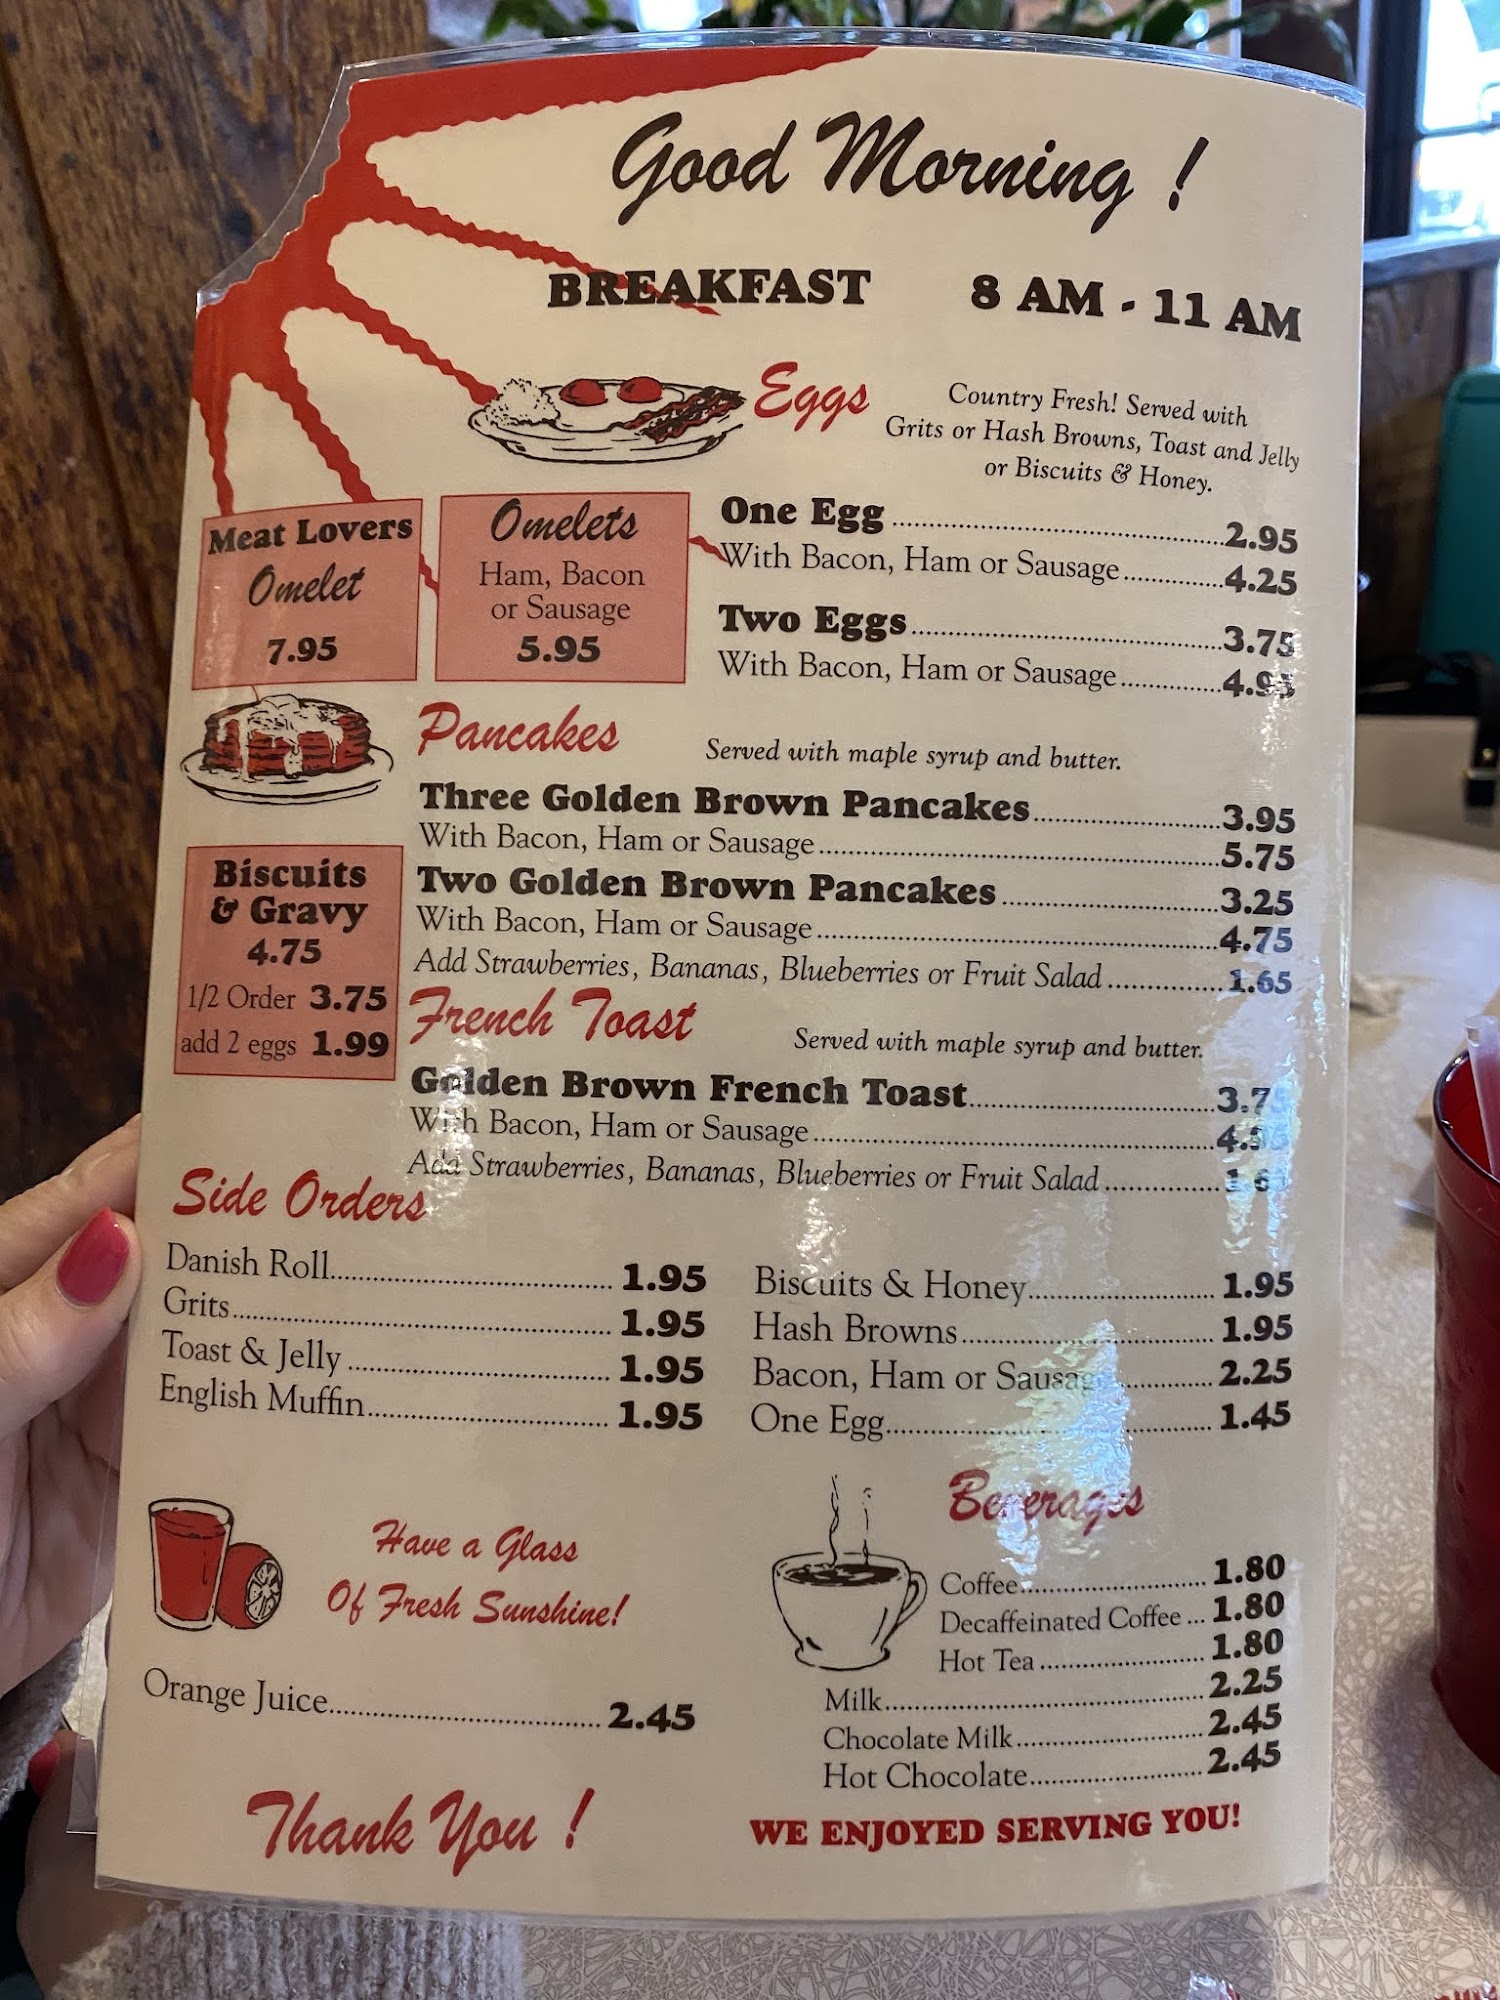 Good Morning !
BREAKFAST 8 AM - 11 AM
Eggs
Country Fresh! Served with
Grits or Hash Browns, Toast and Jelly
or Biscuits & Honey.
Meat Lovers
Omelet
7.95
Omelets
Ham, Bacon
or Sausage
5.95
One Egg 2.95
With Bacon, Ham or Sausage 4.25
Two Eggs 3.75
With Bacon, Ham or Sausage 4.95
Pancakes
Served with maple syrup and butter.
Three Golden Brown Pancakes 3.95
With Bacon, Ham or Sausage 5.75
Two Golden Brown Pancakes 3.25
With Bacon, Ham or Sausage 4.75
Add Strawberries, Bananas, Blueberries or Fruit Salad 1.65
Biscuits
& Gravy
4.75
1/2 Order 3.75
add 2 eggs 1.99
French Toast
Served with maple syrup and butter.
Golden Brown French Toast 3.75
With Bacon, Ham or Sausage
Add Strawberries, Bananas, Blueberries or Fruit Salad
Side Orders
Danish Roll 1.95
Grits 1.95
Toast & Jelly 1.95
English Muffin 1.95
Biscuits & Honey 1.95
Hash Browns 1.95
Bacon, Ham or Sausage 2.25
One Egg 1.45
Have a Glass
Of Fresh Sunshine!
Orange Juice 2.45
Beverages
Coffee 1.80
Decaffeinated Coffee 1.80
Hot Tea 1.80
Milk 2.25
Chocolate Milk 2.45
Hot Chocolate 2.45
Thank You !
WE ENJOYED SERVING YOU!